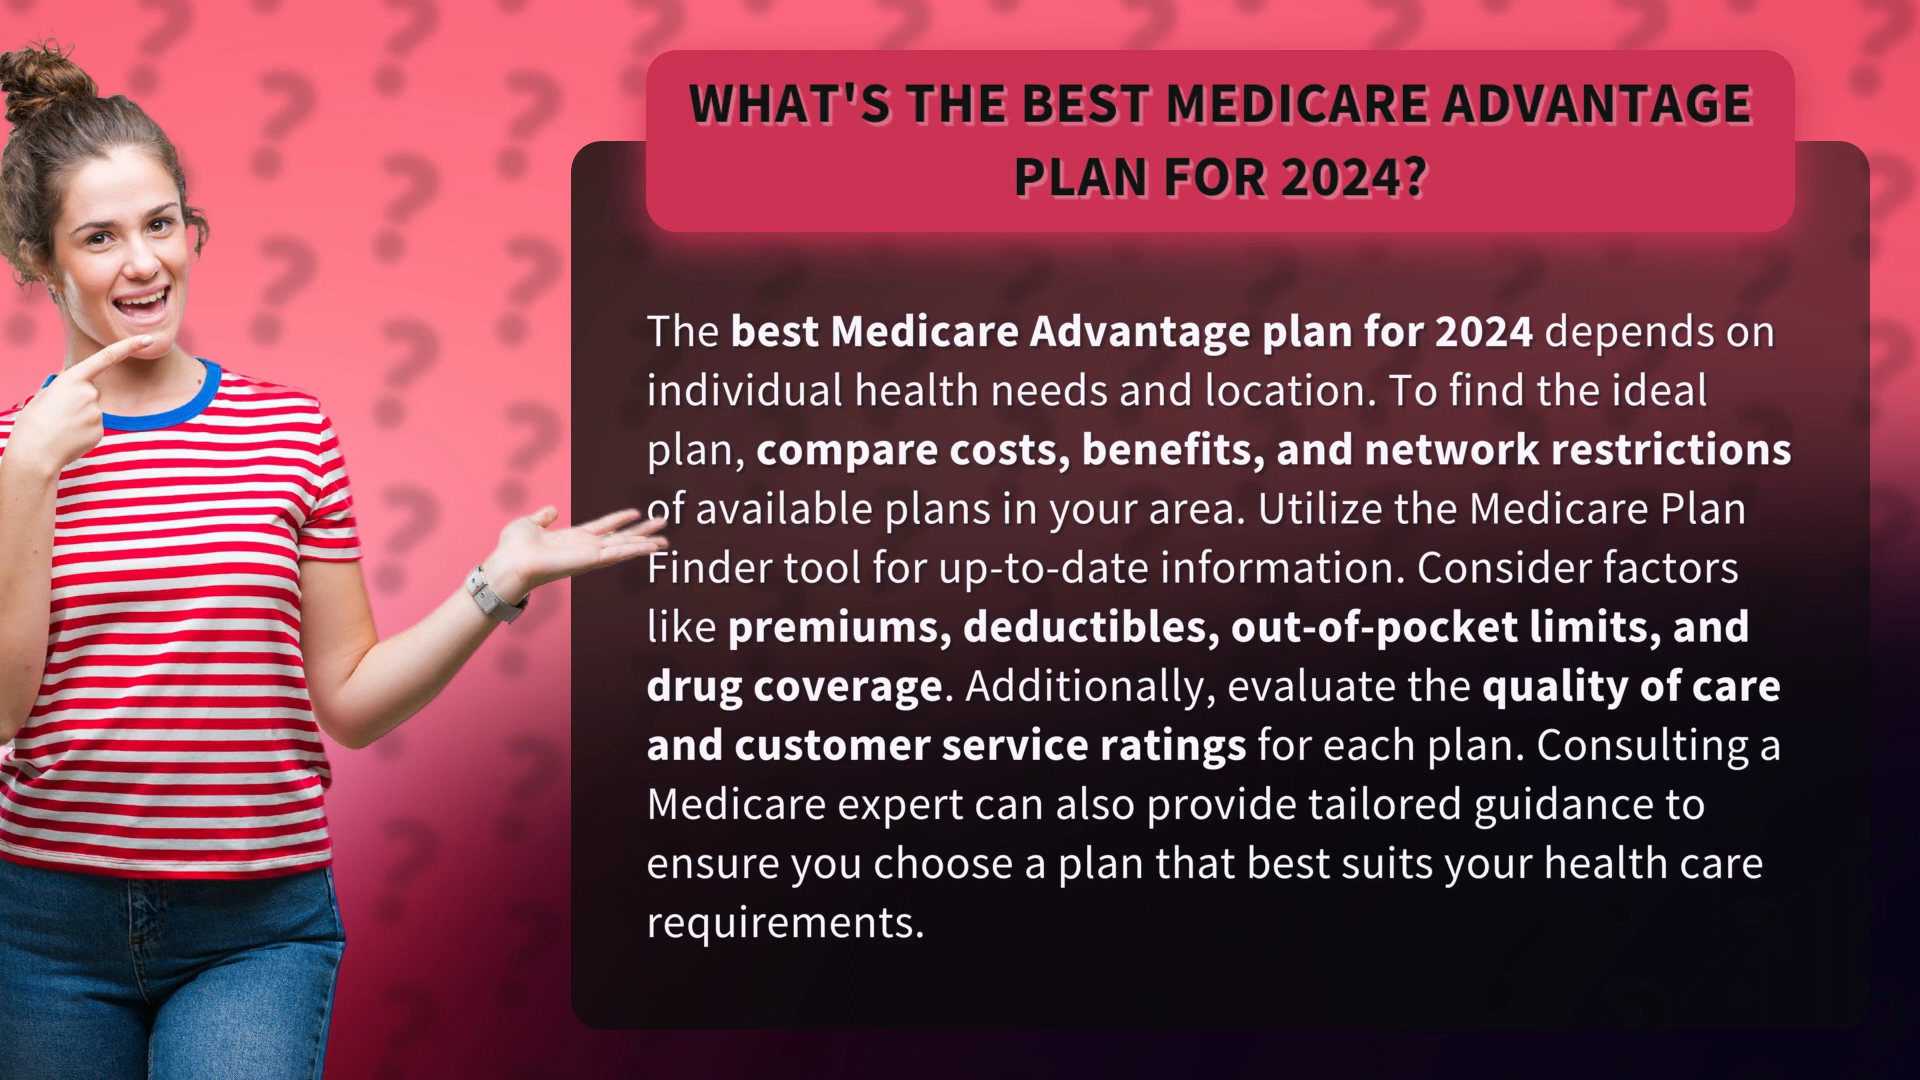 WHAT'S THE BEST MEDICARE ADVANTAGE
PLAN FOR 2024?
The best Medicare Advantage plan for 2024 depends on
individual health needs and location. To find the ideal
plan, compare costs, benefits, and network restrictions
of available plans in your area. Utilize the Medicare Plan
Finder tool for up-to-date information. Consider factors
like premiums, deductibles, out-of-pocket limits, and
drug coverage. Additionally, evaluate the quality of care
and customer service ratings for each plan. Consulting a
Medicare expert can also provide tailored guidance to
ensure you choose a plan that best suits your health care
requirements.